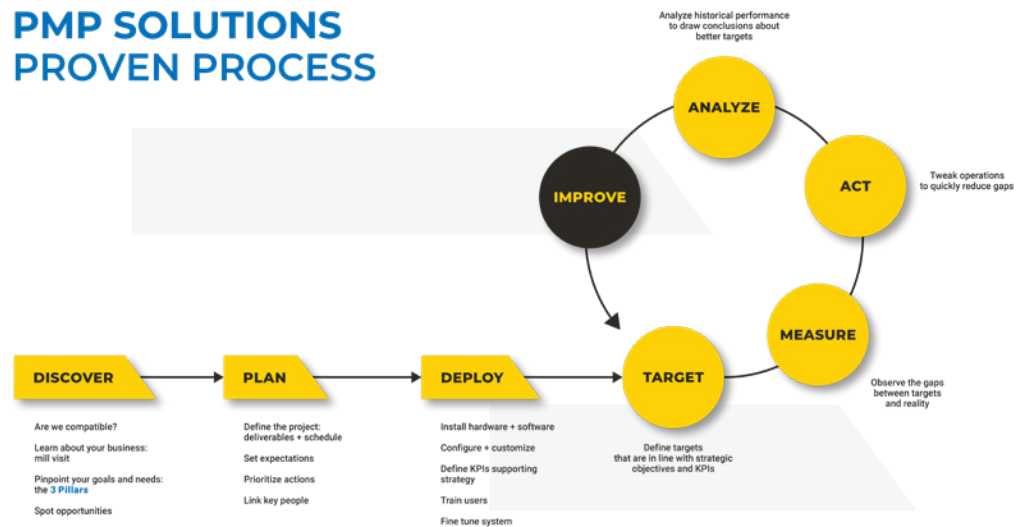 PMP SOLUTIONS
PROVEN PROCESS
Analyze historical performance
to draw conclusions about
better targets
ANALYZE
ACT
Tweak operations
to quickly reduce gaps
IMPROVE
MEASURE
Observe the gaps
between targets
and reality
DISCOVER
Are we compatible?
Learn about your business:
mill visit
Pinpoint your goals and needs:
the 3 Pillars
Spot opportunities
PLAN
Define the project:
deliverables + schedule
Set expectations
Prioritize actions
Link key people
DEPLOY
Install hardware + software
Configure + customize
Define KPIs supporting
strategy
Train users
Fine tune system
TARGET
Define targets
that are in line with strategic
objectives and KPIs